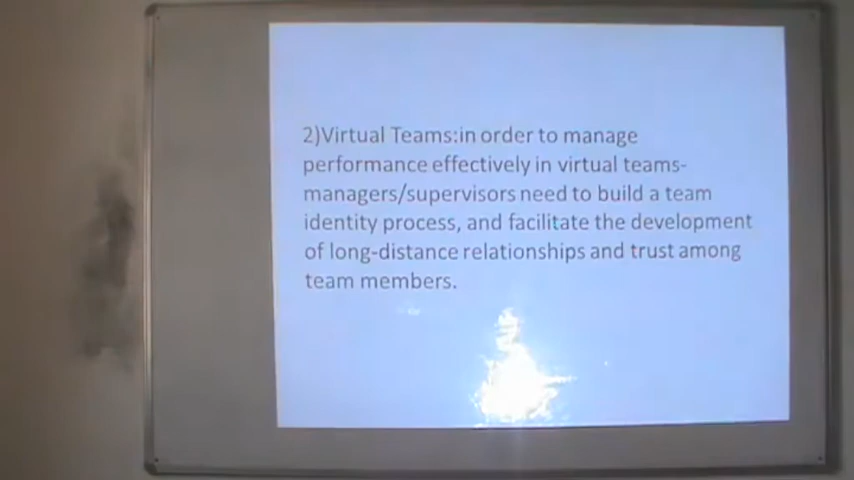 2)Virtual Teams:in order to manage
performance effectively in virtual teams-
managers/supervisors need to build a team
identity process, and facilitate the development
of long-distance relationships and trust among
team members.